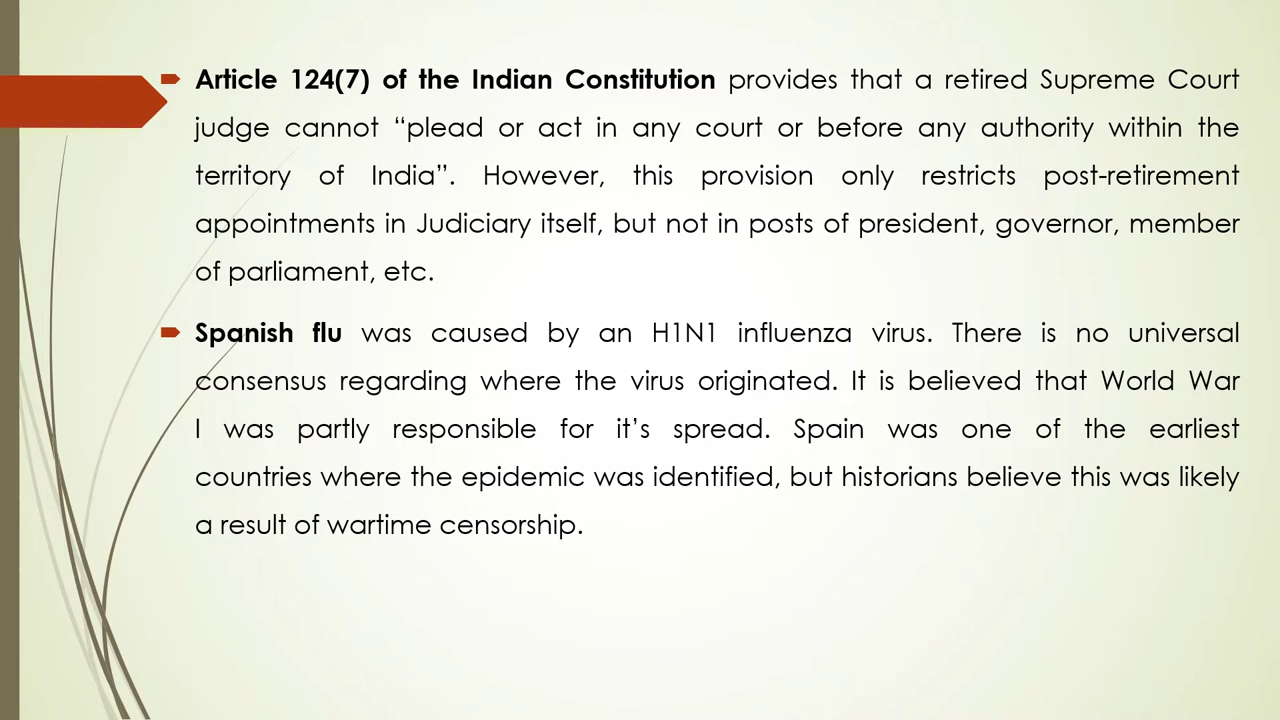 Article 124(7) of the Indian Constitution provides that a retired Supreme Court
judge cannot “plead or act in any court or before any authority within the
territory of India”. However, this provision only restricts post-retirement
appointments in Judiciary itself, but not in posts of president, governor, member
of parliament, etc.
Spanish flu was caused by an H1N1 influenza virus. There is no universal
consensus regarding where the virus originated. It is believed that World War
I was partly responsible for it’s spread. Spain was one of the earliest
countries where the epidemic was identified, but historians believe this was likely
a result of wartime censorship.